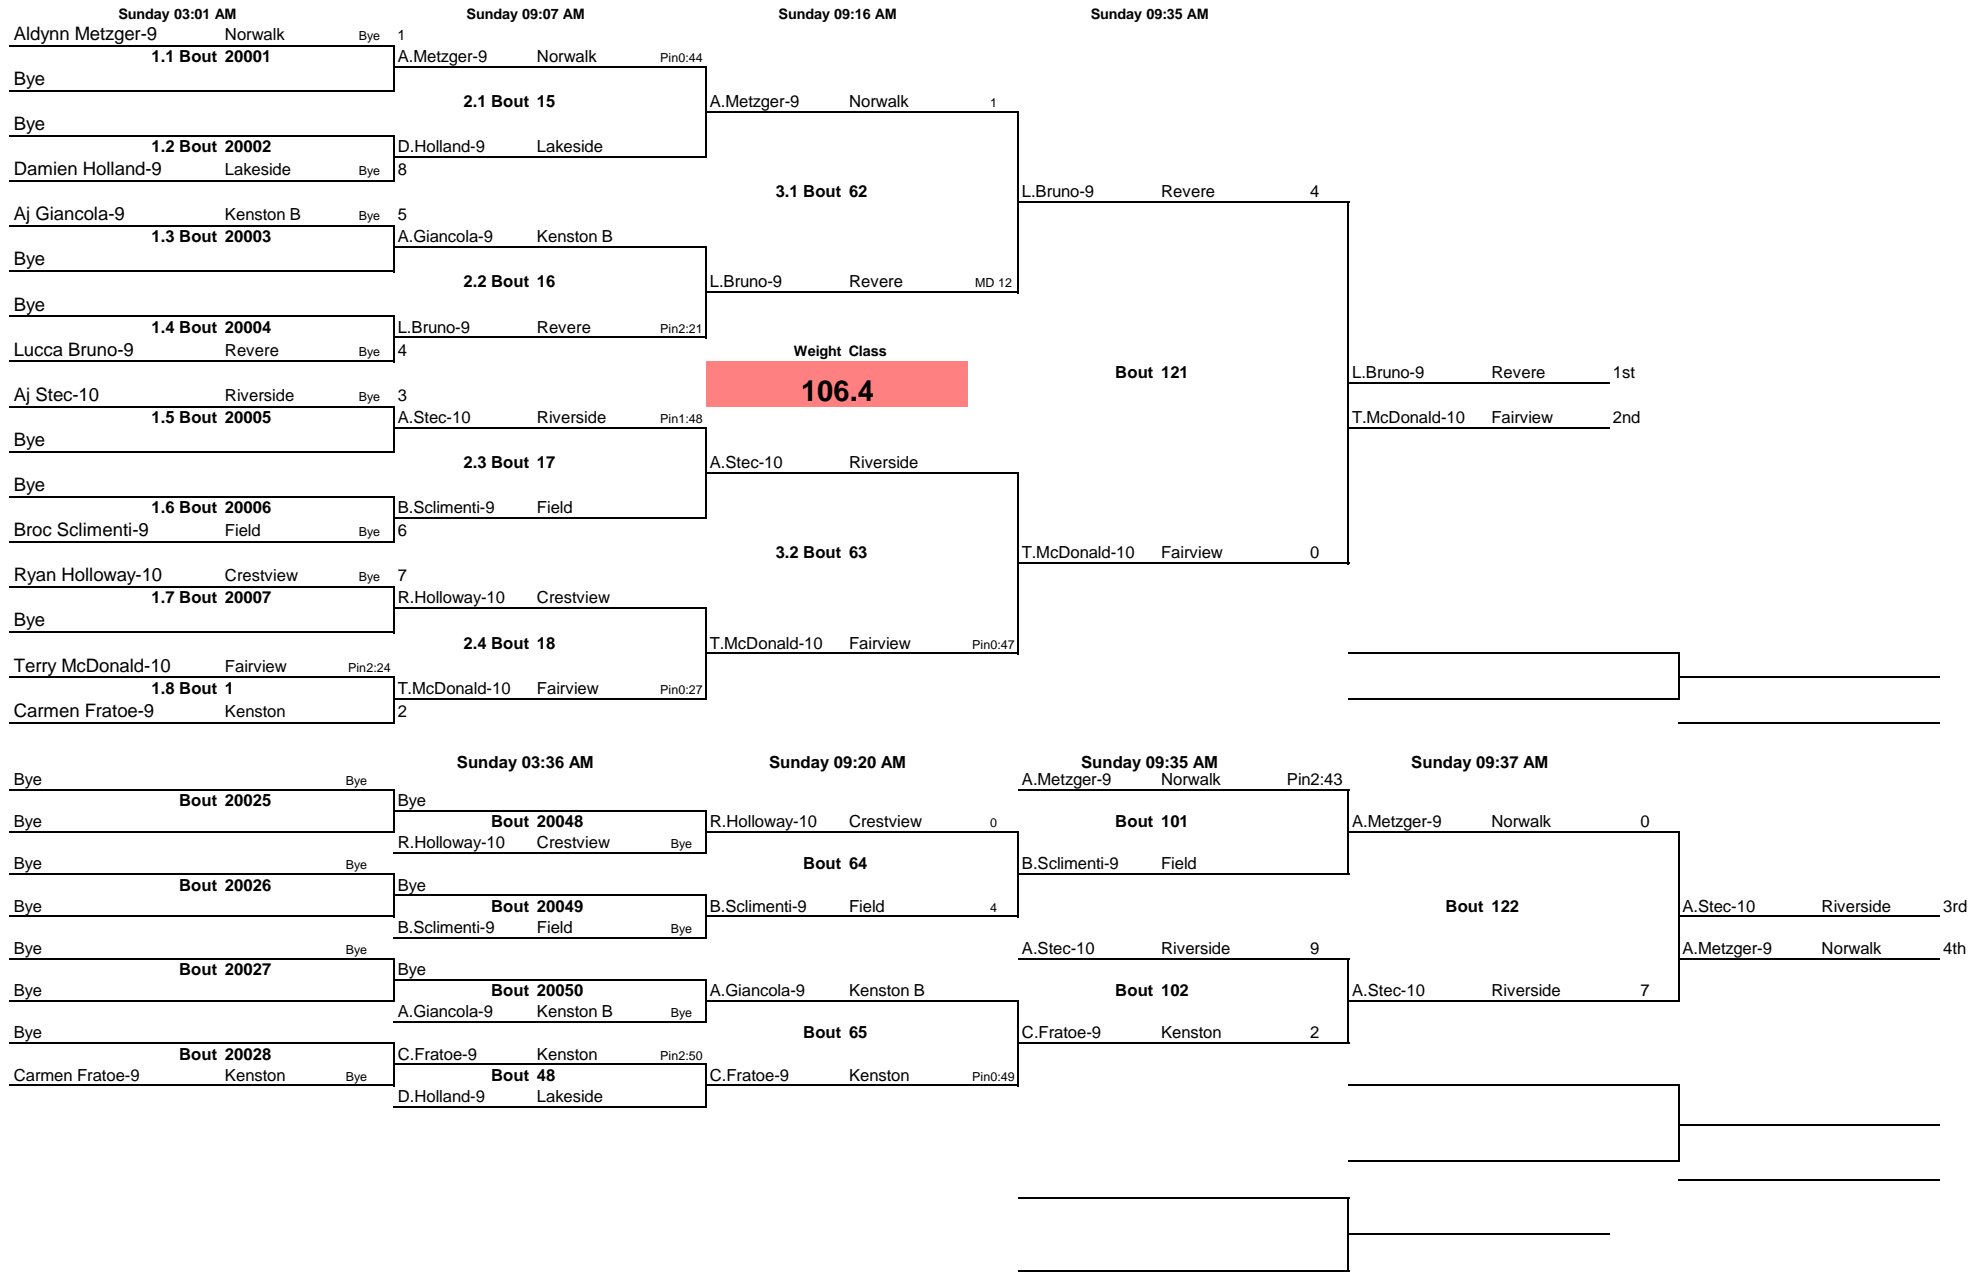 Sunday 03:01 AM Sunday 09:07 AM Sunday 09:16 AM Sunday 09:35 AM
Aldynn Metzger-9 Norwalk Bye 1
1.1 Bout 20001 A.Metzger-9 Norwalk Pin0:44
Bye
2.1 Bout 15 A.Metzger-9 Norwalk 1
Bye
1.2 Bout 20002 D.Holland-9 Lakeside
Damien Holland-9 Lakeside Bye 8
3.1 Bout 62 L.Bruno-9 Revere 4
Aj Giancola-9 Kenston B Bye 5
1.3 Bout 20003 A.Giancola-9 Kenston B
Bye
2.2 Bout 16 L.Bruno-9 Revere MD 12
Bye
1.4 Bout 20004 L.Bruno-9 Revere Pin2:21
Lucca Bruno-9 Revere Bye 4 Weight Class
Bout 121 L.Bruno-9 Revere 1st
Aj Stec-10 Riverside Bye 3 106.4
1.5 Bout 20005 A.Stec-10 Riverside Pin1:48 T.McDonald-10 Fairview 2nd
Bye
2.3 Bout 17 A.Stec-10 Riverside
Bye
1.6 Bout 20006 B.Sclimenti-9 Field
Broc Sclimenti-9 Field Bye 6
3.2 Bout 63 T.McDonald-10 Fairview 0
Ryan Holloway-10 Crestview Bye 7
1.7 Bout 20007 R.Holloway-10 Crestview
Bye
2.4 Bout 18 T.McDonald-10 Fairview Pin0:47
Terry McDonald-10 Fairview Pin2:24
1.8 Bout 1 T.McDonald-10 Fairview Pin0:27
Carmen Fratoe-9 Kenston 2
Sunday 03:36 AM Sunday 09:20 AM Sunday 09:35 AM Sunday 09:37 AM
Bye Bye A.Metzger-9 Norwalk Pin2:43
Bout 20025 Bye
Bye Bout 20048 R.Holloway-10 Crestview 0 Bout 101 A.Metzger-9 Norwalk 0
R.Holloway-10 Crestview Bye
Bye Bye Bout 64 B.Sclimenti-9 Field
Bout 20026 Bye
Bye Bout 20049 B.Sclimenti-9 Field 4 Bout 122 A.Stec-10 Riverside 3rd
B.Sclimenti-9 Field Bye
Bye Bye A.Stec-10 Riverside 9 A.Metzger-9 Norwalk 4th
Bout 20027 Bye
Bye Bout 20050 A.Giancola-9 Kenston B Bout 102 A.Stec-10 Riverside 7
A.Giancola-9 Kenston B Bye
Bye Bout 65 C.Fratoe-9 Kenston 2
Bout 20028 C.Fratoe-9 Kenston Pin2:50
Carmen Fratoe-9 Kenston Bye Bout 48 C.Fratoe-9 Kenston Pin0:49
D.Holland-9 Lakeside